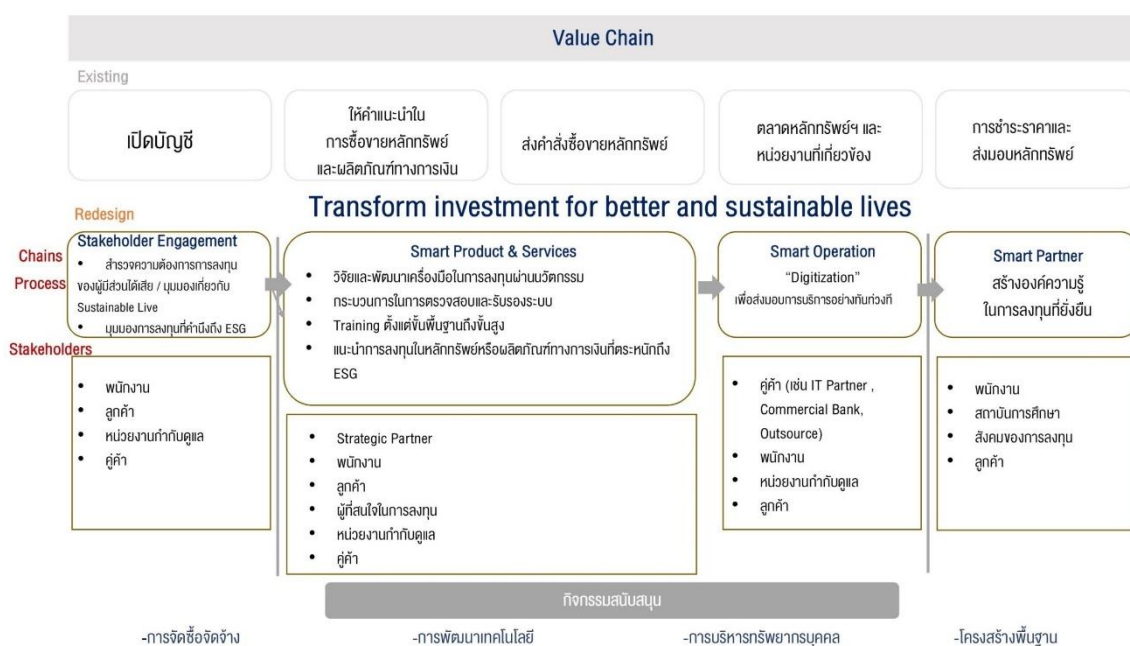 Value Chain
Existing
เปิดบัญชี
ให้คำแนะนำใน
การซื้อขายหลักทรัพย์
และผลิตภัณฑ์ทางการเงิน
ส่งคำสั่งซื้อขายหลักทรัพย์
ตลาดหลักทรัพย์ฯ และ
หน่วยงานที่เกี่ยวข้อง
การชำระราคาและ
ส่งมอบหลักทรัพย์
Redesign
Transform investment for better and sustainable lives
Chains
Process
Stakeholder Engagement
• สำรวจความต้องการการลงทุน
ของผู้มีส่วนได้เสีย / มุมมองเกี่ยวกับ
Sustainable Live
• มุมมองการลงทุนที่คำนึงถึง ESG
Smart Product & Services
• วิจัยและพัฒนาเครื่องมือในการลงทุนผ่านนวัตกรรม
• กระบวนการในการตรวจสอบและรับรองระบบ
• Training ตั้งแต่ขั้นพื้นฐานถึงขั้นสูง
• แนะนำการลงทุนในหลักทรัพย์หรือผลิตภัณฑ์ทางการเงินที่ตระหนักถึง
ESG
Smart Operation
“Digitization”
เพื่อส่งมอบการบริการอย่างทันท่วงที
Smart Partner
สร้างองค์ความรู้
ในการลงทุนที่ยั่งยืน
Stakeholders
• พนักงาน
• ลูกค้า
• หน่วยงานกำกับดูแล
• คู่ค้า
• Strategic Partner
• พนักงาน
• ลูกค้า
• ผู้ที่สนใจในการลงทุน
• หน่วยงานกำกับดูแล
• คู่ค้า
• คู่ค้า (เช่น IT Partner ,
Commercial Bank,
Outsource)
• พนักงาน
• หน่วยงานกำกับดูแล
• ลูกค้า
• พนักงาน
• สถาบันการศึกษา
• สังคมของการลงทุน
• ลูกค้า
กิจกรรมสนับสนุน
-การจัดซื้อจัดจ้าง
-การพัฒนาเทคโนโลยี
-การบริหารทรัพยากรบุคคล
-โครงสร้างพื้นฐาน